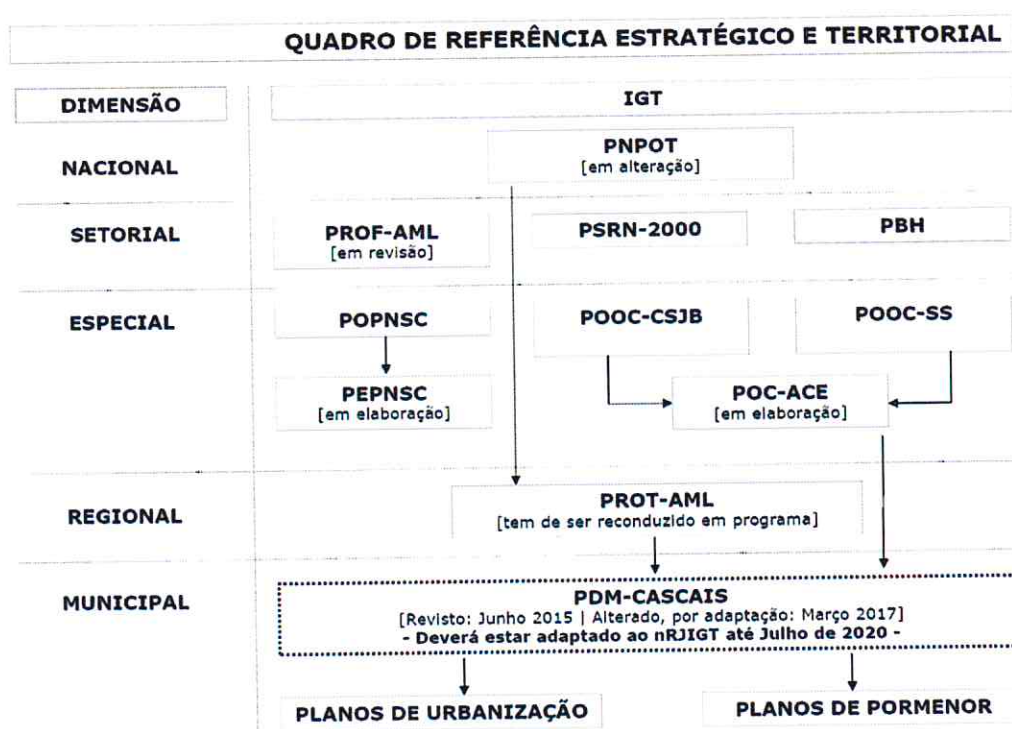 QUADRO DE REFERÊNCIA ESTRATÉGICO E TERRITORIAL
DIMENSÃO
IGT
NACIONAL
PNPOT
[em alteração]
SETORIAL
PROF-AML
[em revisão]
PSRN-2000
PBH
ESPECIAL
POPNSC
POOC-CSJB
POOC-SS
PEPNSC
[em elaboração]
POC-ACE
[em elaboração]
REGIONAL
PROT-AML
[tem de ser reconduzido em programa]
MUNICIPAL
PDM-CASCAIS
[Revisto: Junho 2015 | Alterado, por adaptação: Março 2017]
- Deverá estar adaptado ao nRJIGT até Julho de 2020 -
PLANOS DE URBANIZAÇÃO
PLANOS DE PORMENOR